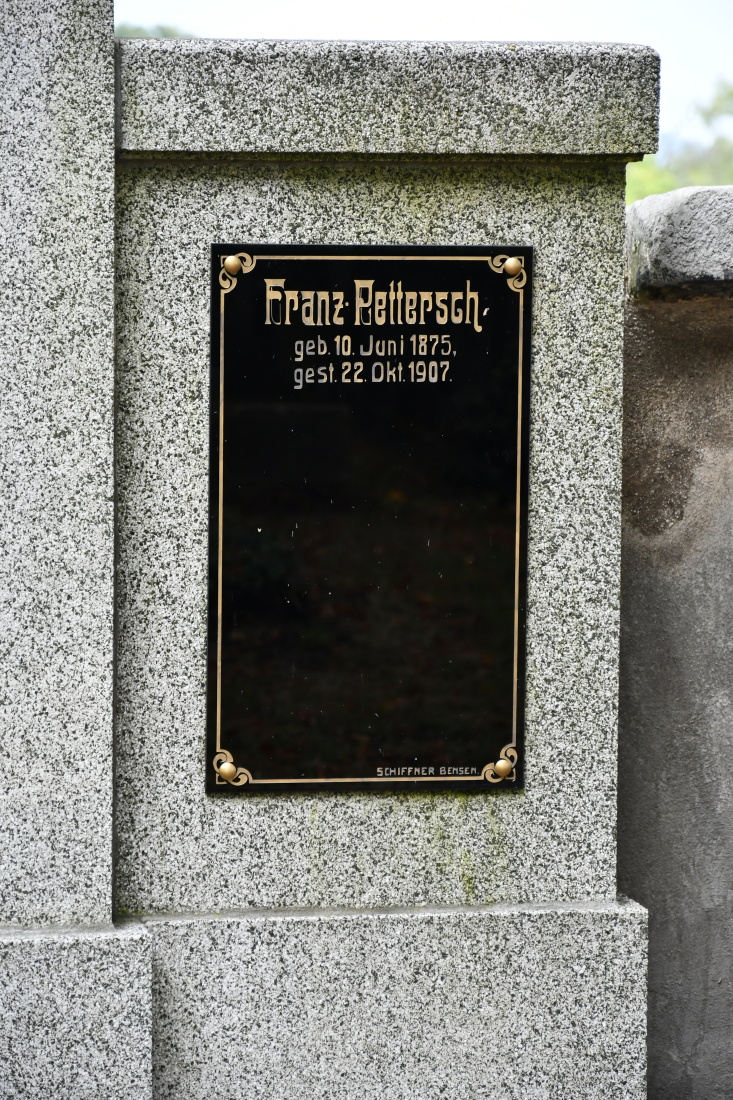 Franz Pettersch,
geb. 10. Juni 1875,
gest. 22. Okt. 1907.
SCHIFFNER BENSEN.